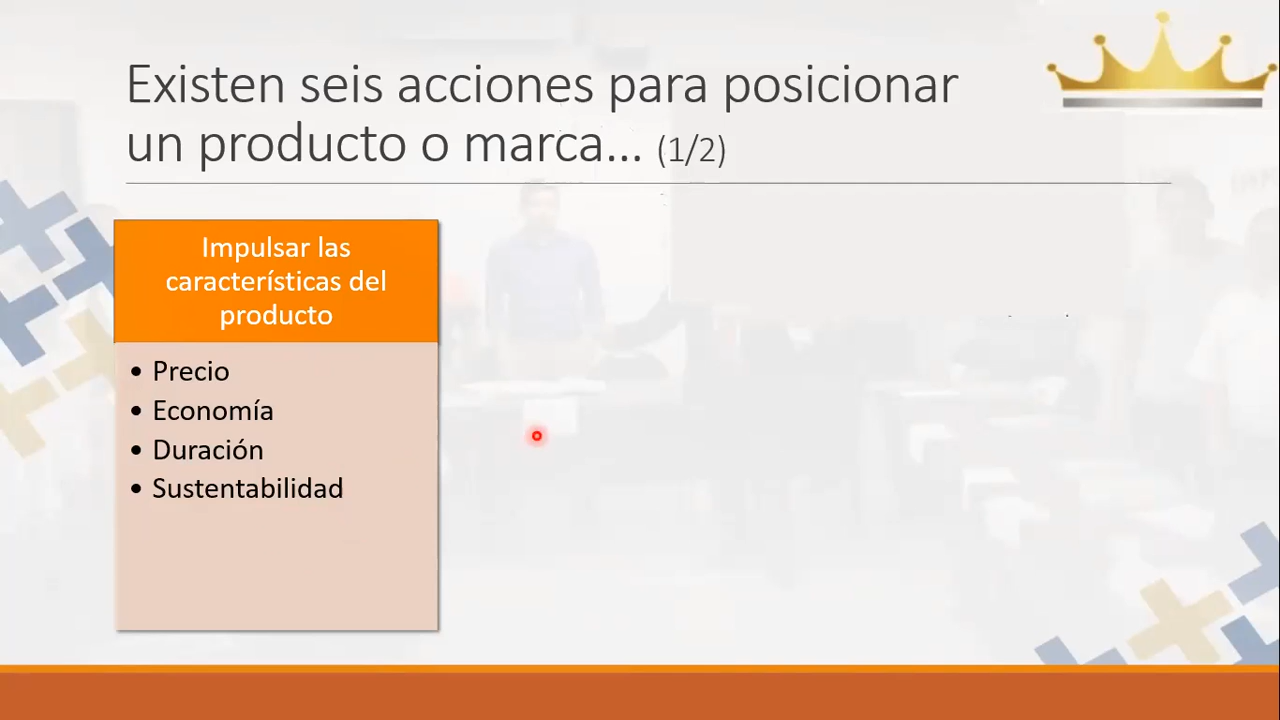 Existen seis acciones para posicionar
un producto o marca... (1/2)
Impulsar las
características del
producto
• Precio
• Economía
• Duración
• Sustentabilidad